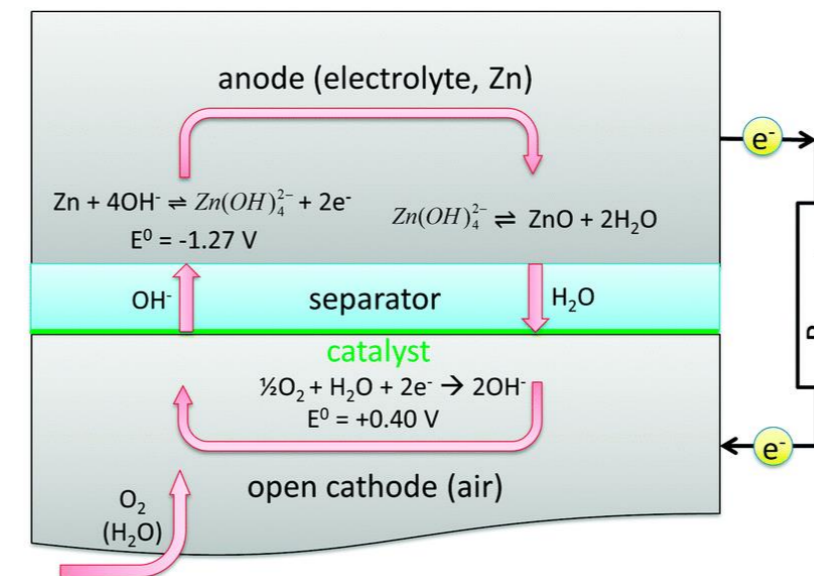 anode (electrolyte, Zn)
e⁻
Zn + 4OH⁻ ⇌ Zn(OH)₄²⁻ + 2e⁻
Zn(OH)₄²⁻ ⇌ ZnO + 2H₂O
E⁰ = -1.27 V
OH⁻
separator
H₂O
catalyst
½O₂ + H₂O + 2e⁻ → 2OH⁻
E⁰ = +0.40 V
e⁻
open cathode (air)
O₂
(H₂O)